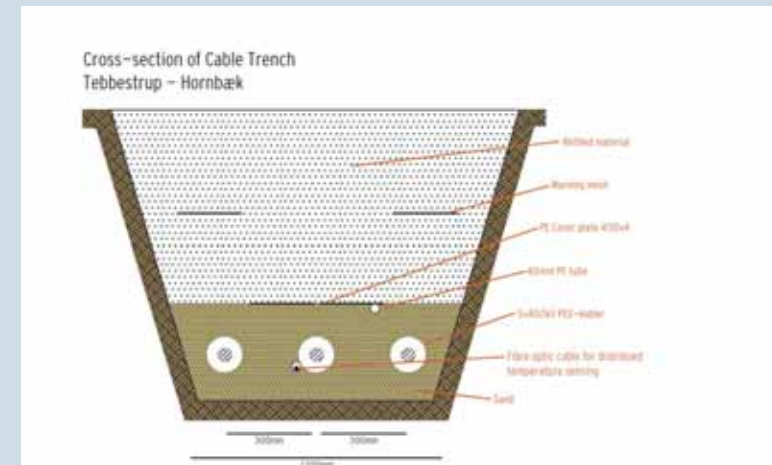 Cross-section of Cable Trench
Tebbestrup - Hornbæk
Refilled material
Warning mesh
PE Cover plate
40mm PE tube
Fibre optic cable for distributed
temperature sensing
Sand
300mm 300mm